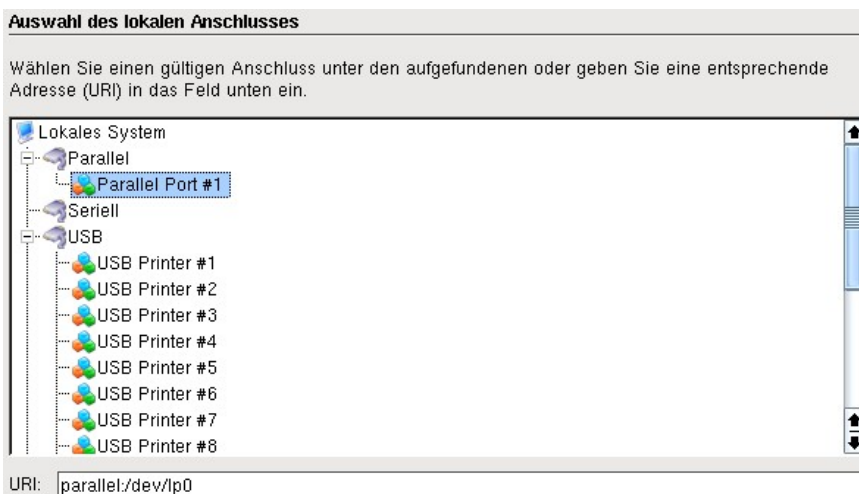 Auswahl des lokalen Anschlusses
Wählen Sie einen gültigen Anschluss unter den aufgefundenen oder geben Sie eine entsprechende
Adresse (URI) in das Feld unten ein.
Lokales System
Parallel
Parallel Port #1
Seriell
USB
USB Printer #1
USB Printer #2
USB Printer #3
USB Printer #4
USB Printer #5
USB Printer #6
USB Printer #7
USB Printer #8
URI: parallel:/dev/lp0